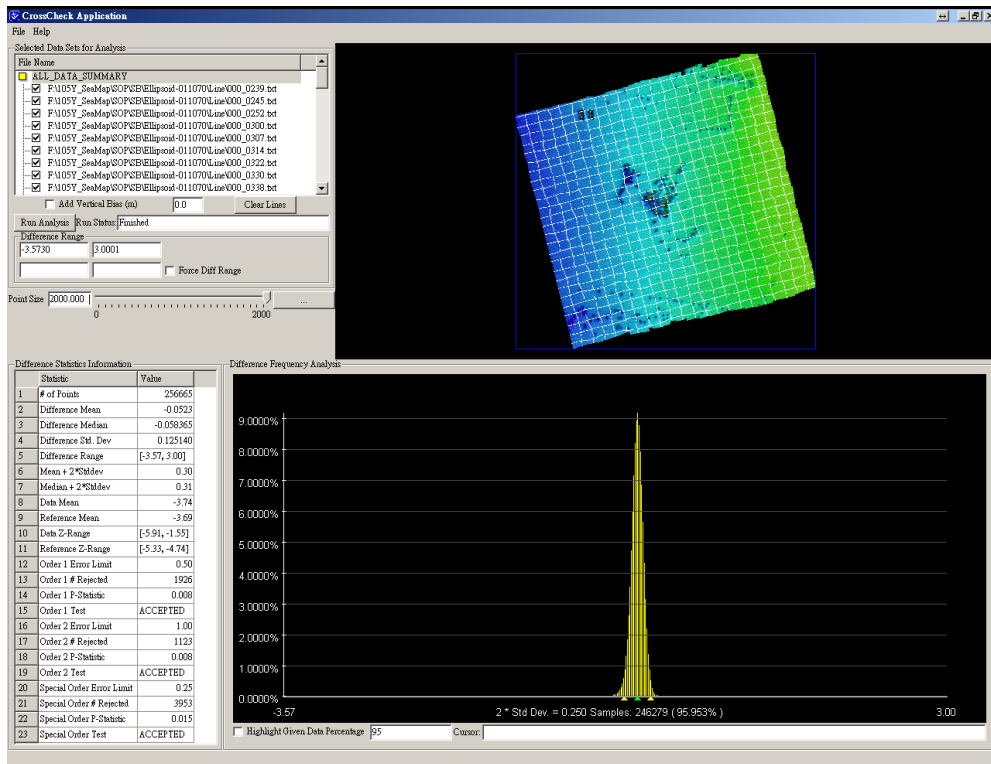 CrossCheck Application
File Help
Selected Data Sets for Analysis
File Name
ALL_DATA_SUMMARY
F:\105Y_SeaMap\SOP\SB\Ellipsoid-011070\Line\000_0239.txt
F:\105Y_SeaMap\SOP\SB\Ellipsoid-011070\Line\000_0245.txt
F:\105Y_SeaMap\SOP\SB\Ellipsoid-011070\Line\000_0252.txt
F:\105Y_SeaMap\SOP\SB\Ellipsoid-011070\Line\000_0300.txt
F:\105Y_SeaMap\SOP\SB\Ellipsoid-011070\Line\000_0307.txt
F:\105Y_SeaMap\SOP\SB\Ellipsoid-011070\Line\000_0314.txt
F:\105Y_SeaMap\SOP\SB\Ellipsoid-011070\Line\000_0322.txt
F:\105Y_SeaMap\SOP\SB\Ellipsoid-011070\Line\000_0330.txt
F:\105Y_SeaMap\SOP\SB\Ellipsoid-011070\Line\000_0338.txt
Add Vertical Bias (m) 0.0 Clear Lines
Run Analysis Run Status: Finished
Difference Range
-3.5730 3.0001
Force Diff Range
Point Size 2000.000 ...
0 2000
Difference Statistics Information
Statistic Value
1 # of Points 256665
2 Difference Mean -0.0523
3 Difference Median -0.058365
4 Difference Std. Dev 0.125140
5 Difference Range [-3.57, 3.00]
6 Mean + 2*Stddev 0.30
7 Median + 2*Stddev 0.31
8 Data Mean -3.74
9 Reference Mean -3.69
10 Data Z-Range [-5.91, -1.55]
11 Reference Z-Range [-5.33, -4.74]
12 Order 1 Error Limit 0.50
13 Order 1 # Rejected 1926
14 Order 1 P-Statistic 0.008
15 Order 1 Test ACCEPTED
16 Order 2 Error Limit 1.00
17 Order 2 # Rejected 1123
18 Order 2 P-Statistic 0.008
19 Order 2 Test ACCEPTED
20 Special Order Error Limit 0.25
21 Special Order # Rejected 3953
22 Special Order P-Statistic 0.015
23 Special Order Test ACCEPTED
Difference Frequency Analysis
9.0000%
8.0000%
7.0000%
6.0000%
5.0000%
4.0000%
3.0000%
2.0000%
1.0000%
0.0000%
-3.57 2 * Std Dev. = 0.250 Samples: 246279 ( 95.953% ) 3.00
Highlight Given Data Percentage 95 Cursor: